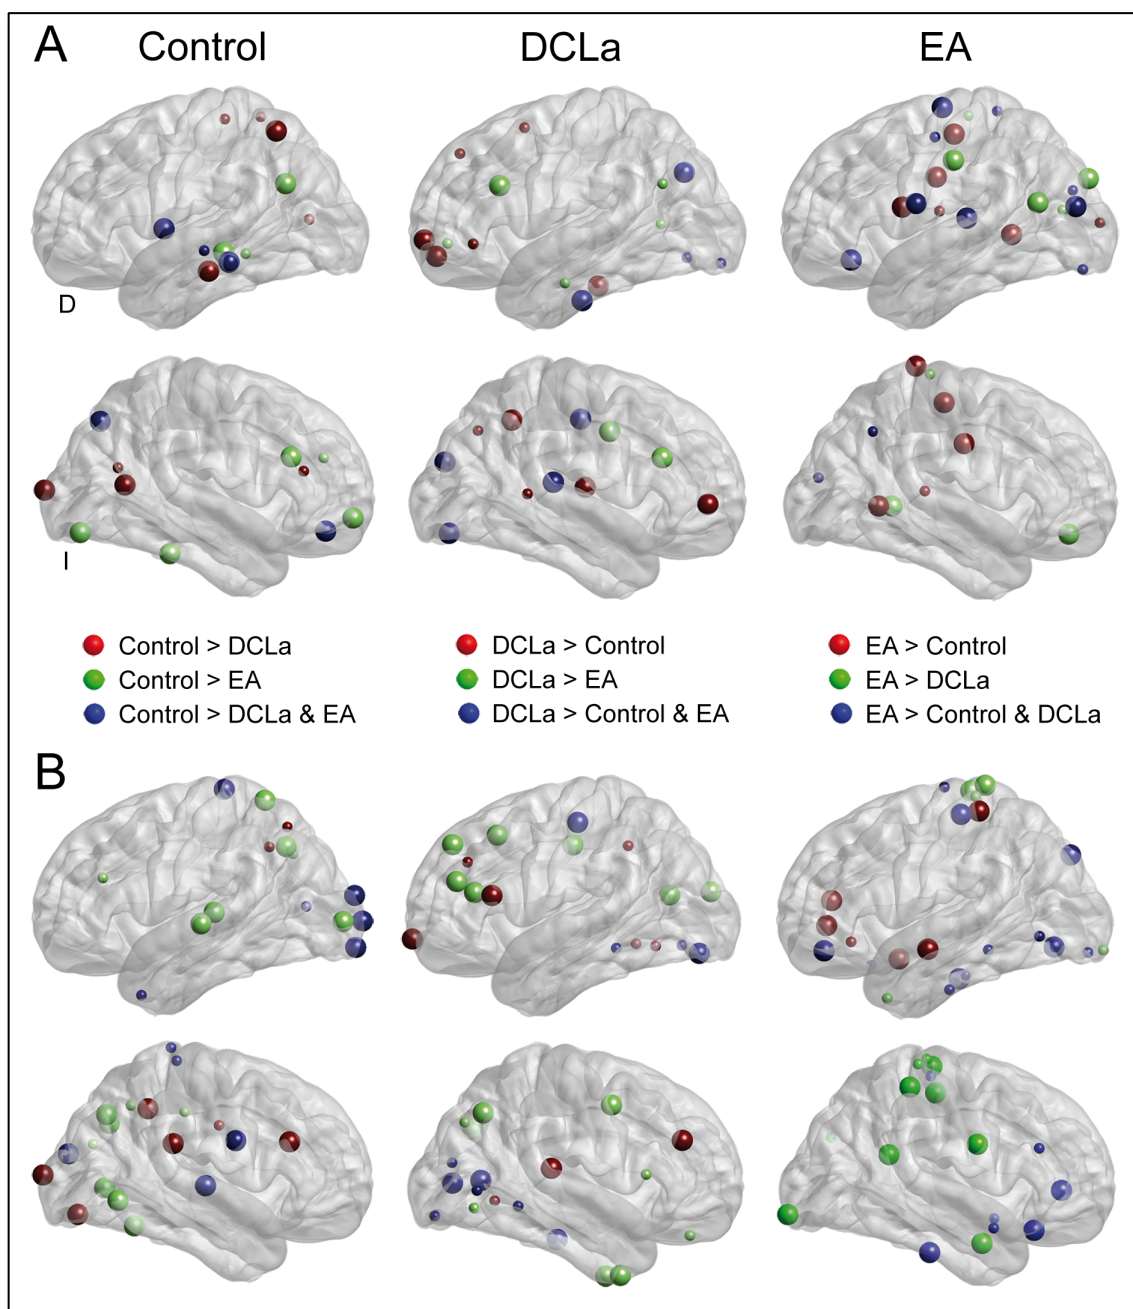 A
Control DCLa EA
D
I
Control > DCLa DCLa > Control EA > Control
Control > EA DCLa > EA EA > DCLa
Control > DCLa & EA DCLa > Control & EA EA > Control & DCLa
B